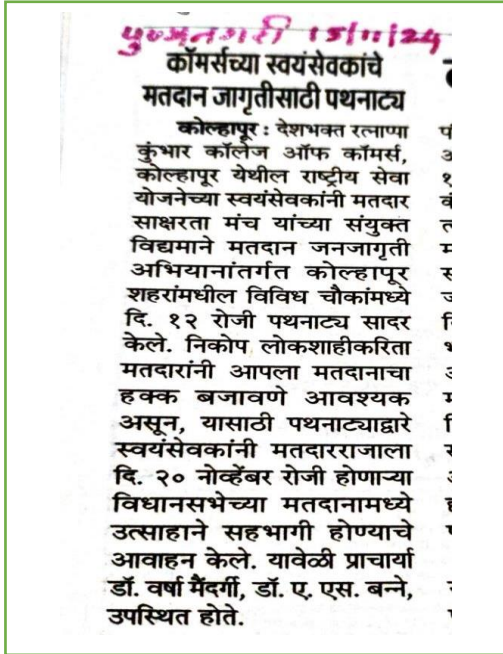 पुण्यनगरी 15/11/24
कॉमर्सच्या स्वयंसेवकांचे
मतदान जागृतीसाठी पथनाट्य
कोल्हापूर : देशभक्त रत्नाप्पा
कुंभार कॉलेज ऑफ कॉमर्स,
कोल्हापूर येथील राष्ट्रीय सेवा
योजनेच्या स्वयंसेवकांनी मतदार
साक्षरता मंच यांच्या संयुक्त
विद्यमाने मतदान जनजागृती
अभियानांतर्गत कोल्हापूर
शहरांमधील विविध चौकांमध्ये
दि. १२ रोजी पथनाट्य सादर
केले. निकोप लोकशाहीकरिता
मतदारांनी आपला मतदानाचा
हक्क बजावणे आवश्यक
असून, यासाठी पथनाट्याद्वारे
स्वयंसेवकांनी मतदारराजाला
दि. २० नोव्हेंबर रोजी होणाऱ्या
विधानसभेच्या मतदानामध्ये
उत्साहाने सहभागी होण्याचे
आवाहन केले. यावेळी प्राचार्या
डॉ. वर्षा मैंदर्गी, डॉ. ए. एस. बन्ने,
उपस्थित होते.